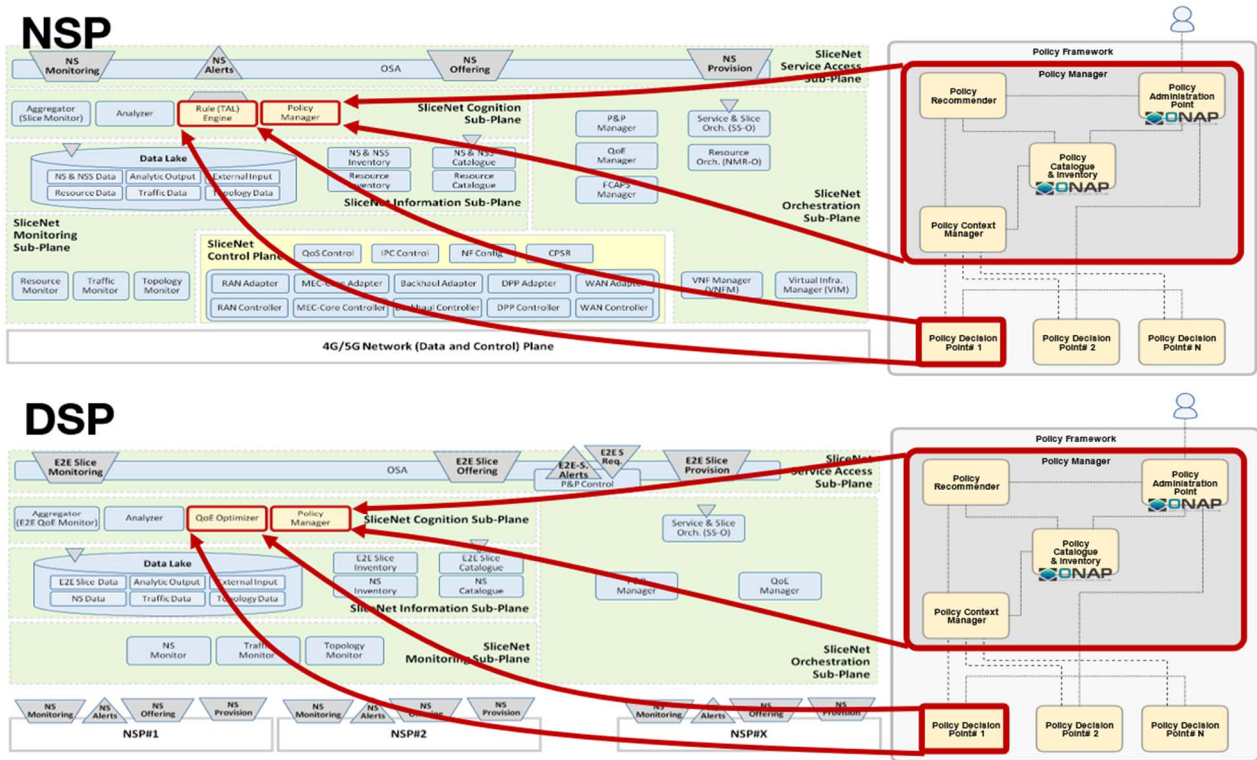 NSP
NS
Monitoring
NS
Alerts
OSA
NS
Offering
NS
Provision
SliceNet
Service Access
Sub-Plane
Aggregator
(Slice Monitor)
Analyzer
Rule (TAL)
Engine
Policy
Manager
SliceNet Cognition
Sub-Plane
P&P
Manager
Service & Slice
Orch. (SS-O)
QoE
Manager
Resource
Orch. (NMR-O)
FCAPS
Manager
SliceNet
Orchestration
Sub-Plane
Data Lake
NS & NSS Data
Analytic Output
External Input
Resource Data
Traffic Data
Topology Data
NS & NSS
Inventory
NS & NSS
Catalogue
Resource
Inventory
Resource
Catalogue
SliceNet Information Sub-Plane
SliceNet
Monitoring
Sub-Plane
Resource
Monitor
Traffic
Monitor
Topology
Monitor
SliceNet
Control Plane
QoS Control
IPC Control
NF Config
CPSR
RAN Adapter
MEC-Core Adapter
Backhaul Adapter
DPP Adapter
WAN Adapter
RAN Controller
MEC-Core Controller
Backhaul Controller
DPP Controller
WAN Controller
VNF Manager
(VNFM)
Virtual Infra.
Manager (VIM)
4G/5G Network (Data and Control) Plane
Policy Framework
Policy Manager
Policy
Recommender
Policy
Administration
Point
ONAP
Policy
Catalogue
& Inventory
ONAP
Policy Context
Manager
Policy Decision
Point# 1
Policy Decision
Point# 2
Policy Decision
Point# N
DSP
E2E Slice
Monitoring
OSA
E2E Slice
Offering
E2E-S.
Alerts
E2E S
Req.
P&P Control
E2E Slice
Provision
SliceNet
Service Access
Sub-Plane
Aggregator
(E2E QoE Monitor)
Analyzer
QoE Optimizer
Policy
Manager
SliceNet Cognition Sub-Plane
Service & Slice
Orch. (SS-O)
Manager
QoE
Manager
SliceNet
Orchestration
Sub-Plane
Data Lake
E2E Slice Data
Analytic Output
External Input
NS Data
Traffic Data
Topology Data
E2E Slice
Inventory
E2E Slice
Catalogue
NS
Inventory
NS
Catalogue
SliceNet Information Sub-Plane
NS
Monitor
Traffic
Monitor
Topology
Monitor
SliceNet
Monitoring Sub-Plane
NS
Monitoring
NS
Alerts
NS
Offering
NS
Provision
NSP#1
NS
Monitoring
NS
Alerts
NS
Offering
NS
Provision
NSP#2
NS
Monitoring
NS
Alerts
NS
Offering
NS
Provision
NSP#X
Policy Framework
Policy Manager
Policy
Recommender
Policy
Administration
Point
ONAP
Policy
Catalogue
& Inventory
ONAP
Policy Context
Manager
Policy Decision
Point# 1
Policy Decision
Point# 2
Policy Decision
Point# N